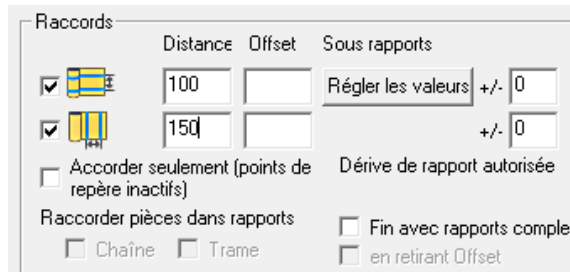 Raccords
Distance Offset Sous rapports
100 Régler les valeurs +/- 0
150 +/- 0
Accorder seulement (points de repère inactifs)
Dérive de rapport autorisée
Raccorder pièces dans rapports
Fin avec rapports comple
Chaîne Trame
en retirant Offset